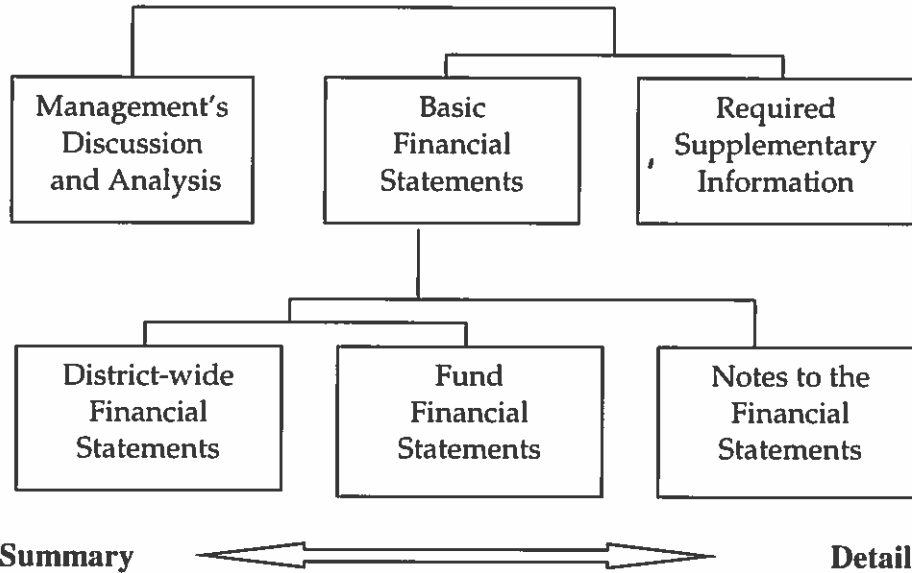 Management's
Discussion
and Analysis
Basic
Financial
Statements
Required
Supplementary
Information
District-wide
Financial
Statements
Fund
Financial
Statements
Notes to the
Financial
Statements
Summary
Detail